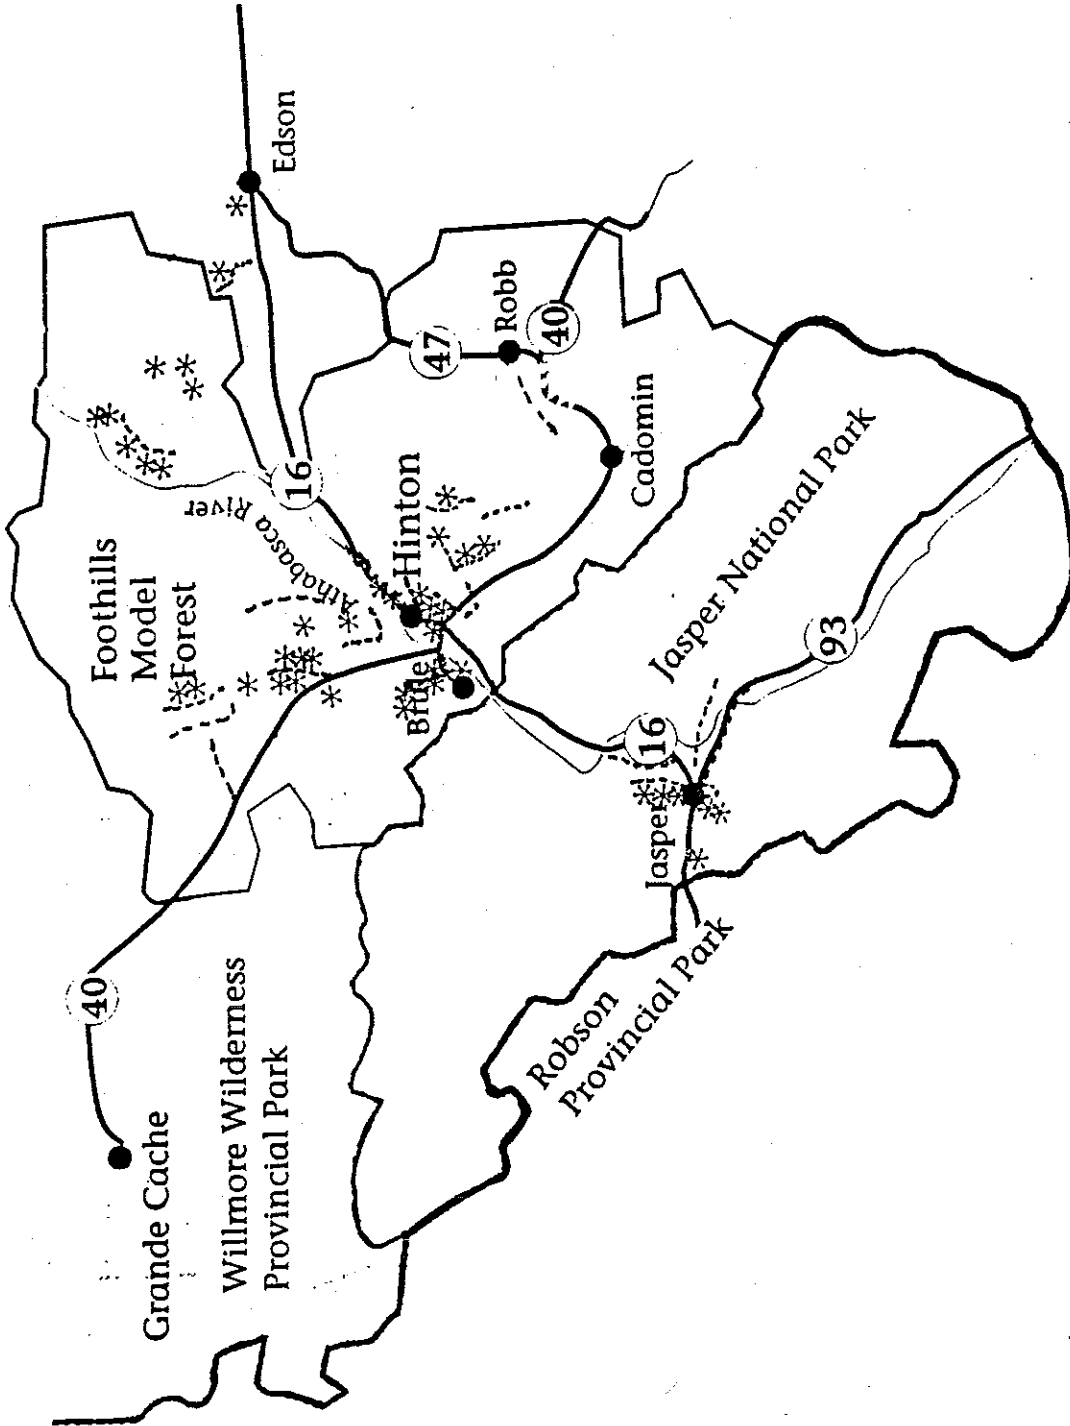 Grande Cache
40
Willmore Wilderness
Provincial Park
Foothills
Model
Forest
Athabasca River
16
Edson
Hinton
Brule
47
Robb
40
Cadomin
Jasper National Park
16
Jasper
93
Robson
Provincial Park